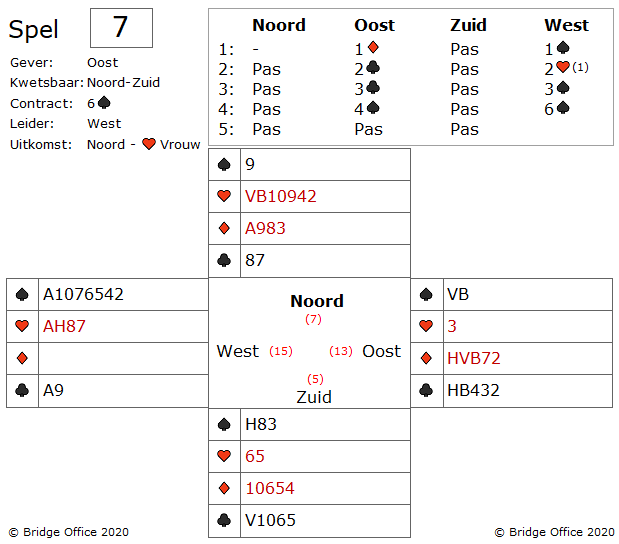 Spel 7
Gever: Oost
Kwetsbaar: Noord-Zuid
Contract: 6♠
Leider: West
Uitkomst: Noord - ♥ Vrouw
Noord Oost Zuid West
1: - 1♦ Pas 1♠
2: Pas 2♣ Pas 2♥(1)
3: Pas 3♣ Pas 3♠
4: Pas 4♠ Pas 6♠
5: Pas Pas Pas
♠ 9
♥ VB10942
♦ A983
♣ 87
♠ A1076542
♥ AH87
♦
♣ A9
Noord
(7)
West (15) (13) Oost
(5)
Zuid
♠ VB
♥ 3
♦ HVB72
♣ HB432
♠ H83
♥ 65
♦ 10654
♣ V1065
© Bridge Office 2020
© Bridge Office 2020